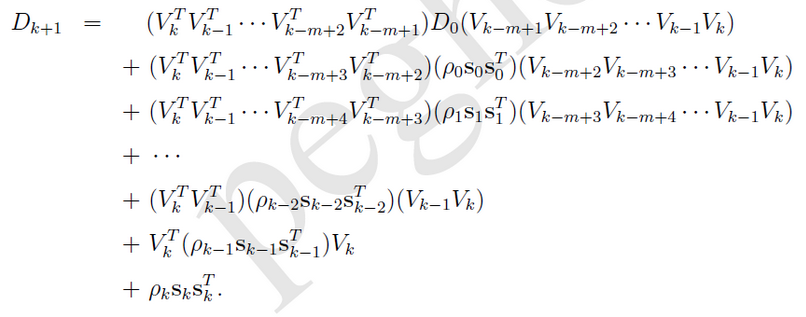 D_{k+1} = (V_k^T V_{k-1}^T ⋯ V_{k-m+2}^T V_{k-m+1}^T) D_0 (V_{k-m+1} V_{k-m+2} ⋯ V_{k-1} V_k)
+ (V_k^T V_{k-1}^T ⋯ V_{k-m+3}^T V_{k-m+2}^T) (ρ_0 s_0 s_0^T) (V_{k-m+2} V_{k-m+3} ⋯ V_{k-1} V_k)
+ (V_k^T V_{k-1}^T ⋯ V_{k-m+4}^T V_{k-m+3}^T) (ρ_1 s_1 s_1^T) (V_{k-m+3} V_{k-m+4} ⋯ V_{k-1} V_k)
+ ⋯
+ (V_k^T V_{k-1}^T) (ρ_{k-2} s_{k-2} s_{k-2}^T) (V_{k-1} V_k)
+ V_k^T (ρ_{k-1} s_{k-1} s_{k-1}^T) V_k
+ ρ_k s_k s_k^T.